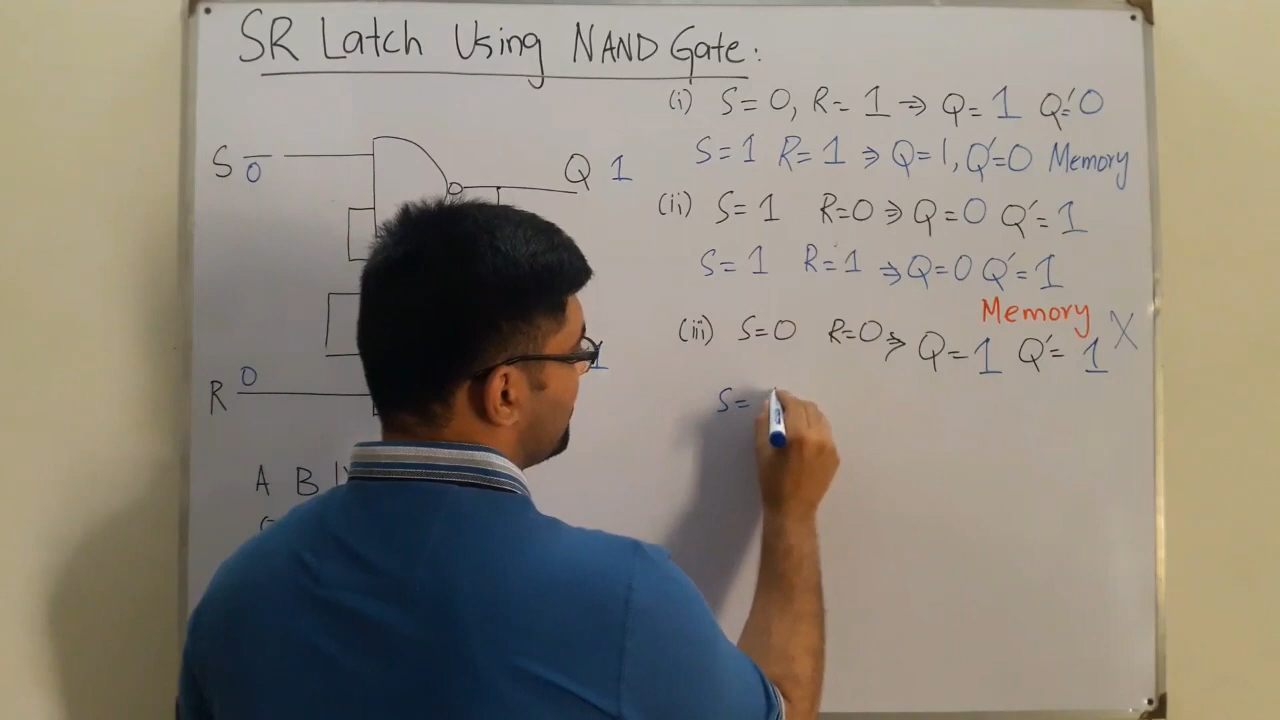 SR Latch Using NAND Gate:
(i) S=0, R=1 ⇒ Q=1 Q'=0
S=1 R=1 ⇒ Q=1, Q'=0 Memory
S 0
Q 1
(ii) S=1 R=0 ⇒ Q=0 Q'=1
S=1 R=1 ⇒ Q=0 Q'=1
Memory
(iii) S=0 R=0 ⇒ Q=1 Q'=1 X
1
R 0
S=
A B